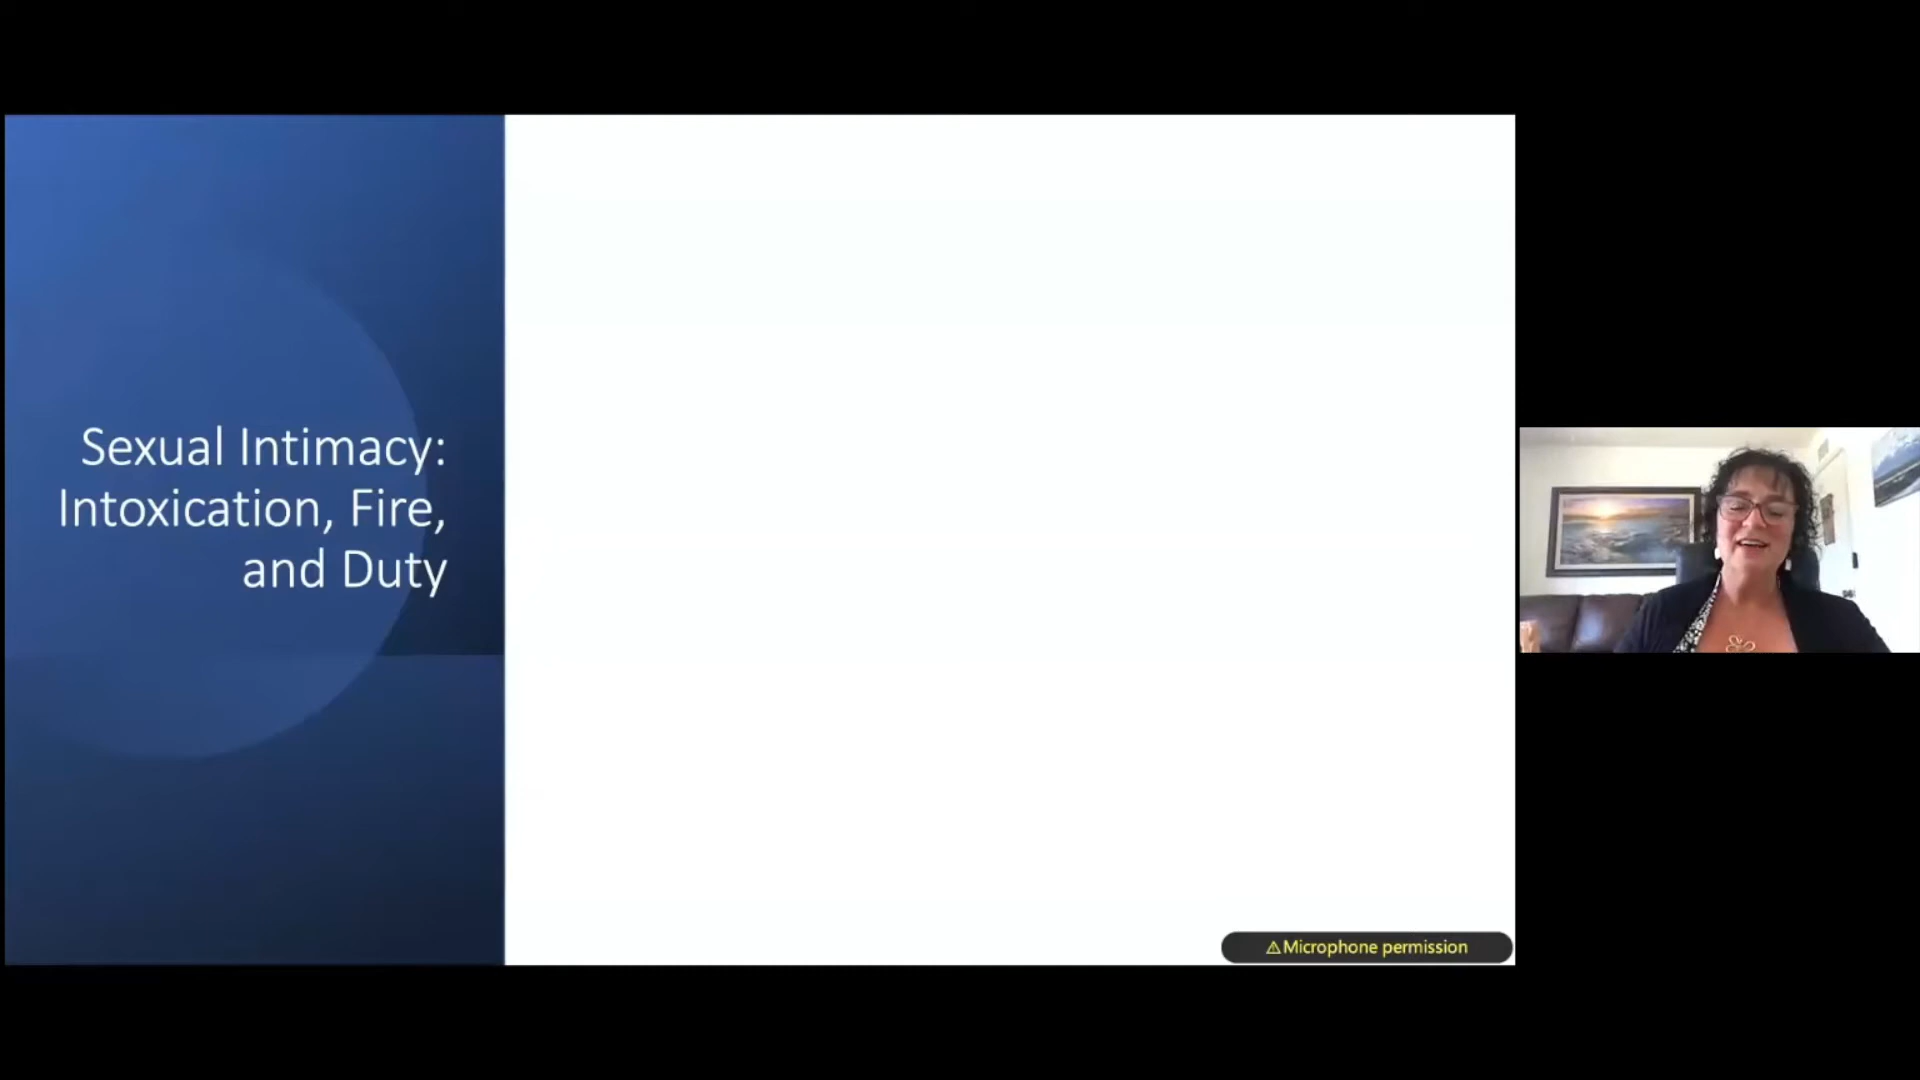 Sexual Intimacy:
Intoxication, Fire,
and Duty
⚠Microphone permission